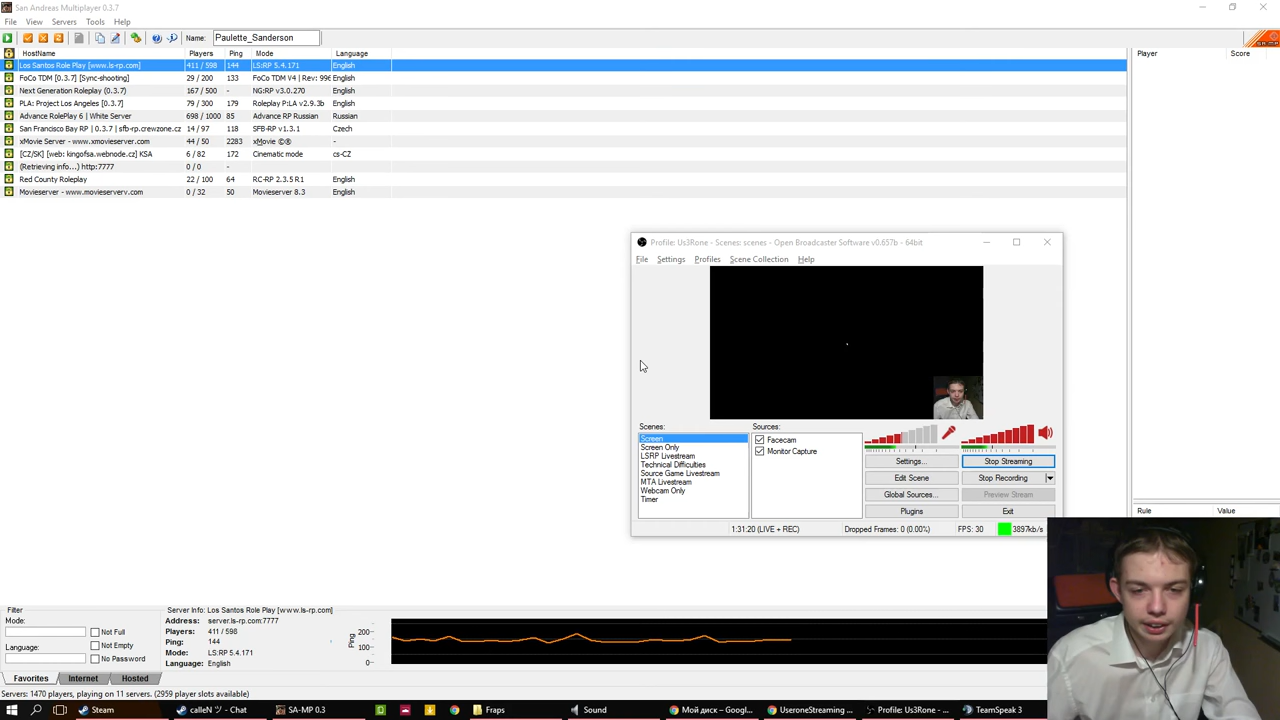 San Andreas Multiplayer 0.3.7
File View Servers Tools Help
Name: Paulette_Sanderson
HostName Players Ping Mode Language
Los Santos Role Play [www.ls-rp.com] 411 / 598 144 LS:RP 5.4.171 English
FoCo TDM [0.3.7] [Sync-shooting] 29 / 200 133 FoCo TDM V4 | Rev: 996 English
Next Generation Roleplay (0.3.7) 167 / 500 - NG:RP v3.0.270 English
PLA: Project Los Angeles [0.3.7] 79 / 300 179 Roleplay P:LA v2.9.3b English
Advance RolePlay 6 | White Server 698 / 1000 85 Advance RP Russian Russian
San Francisco Bay RP | 0.3.7 | sfb-rp.crewzone.cz 14 / 97 118 SFB-RP v1.3.1 Czech
xMovie Server - www.xmovieserver.com 44 / 50 2283 xMovie ©® -
[CZ/SK] [web: kingofsa.webnode.cz] KSA 6 / 82 172 Cinematic mode cs-CZ
(Retrieving info...) http:7777 0 / 0 -
Red County Roleplay 22 / 100 64 RC-RP 2.3.5 R1 English
Movieserver - www.movieserverv.com 0 / 32 50 Movieserver 8.3 English
Player Score
Profile: Us3Rone - Scenes: scenes - Open Broadcaster Software v0.657b - 64bit
File Settings Profiles Scene Collection Help
Scenes: Sources:
Screen
Screen Only
LSRP Livestream
Technical Difficulties
Source Game Livestream
MTA Livestream
Webcam Only
Timer
Facecam
Monitor Capture
Settings... Stop Streaming
Edit Scene Stop Recording
Global Sources... Preview Stream
Plugins Exit
1:31:20 (LIVE + REC) Dropped Frames: 0 (0.00%) FPS: 30 3897kb/s
Rule Value
Filter
Mode:
Not Full
Not Empty
Language:
No Password
Server Info: Los Santos Role Play [www.ls-rp.com]
Address: server.ls-rp.com:7777
Players: 411 / 598
Ping: 144
Mode: LS:RP 5.4.171
Language: English
Ping
200
100
0
Favorites Internet Hosted
Servers: 1470 players, playing on 11 servers. (2959 player slots available)
Steam calleN ツ - Chat SA-MP 0.3 Fraps Sound Мой диск – Googl... UseroneStreaming ... Profile: Us3Rone - ... TeamSpeak 3